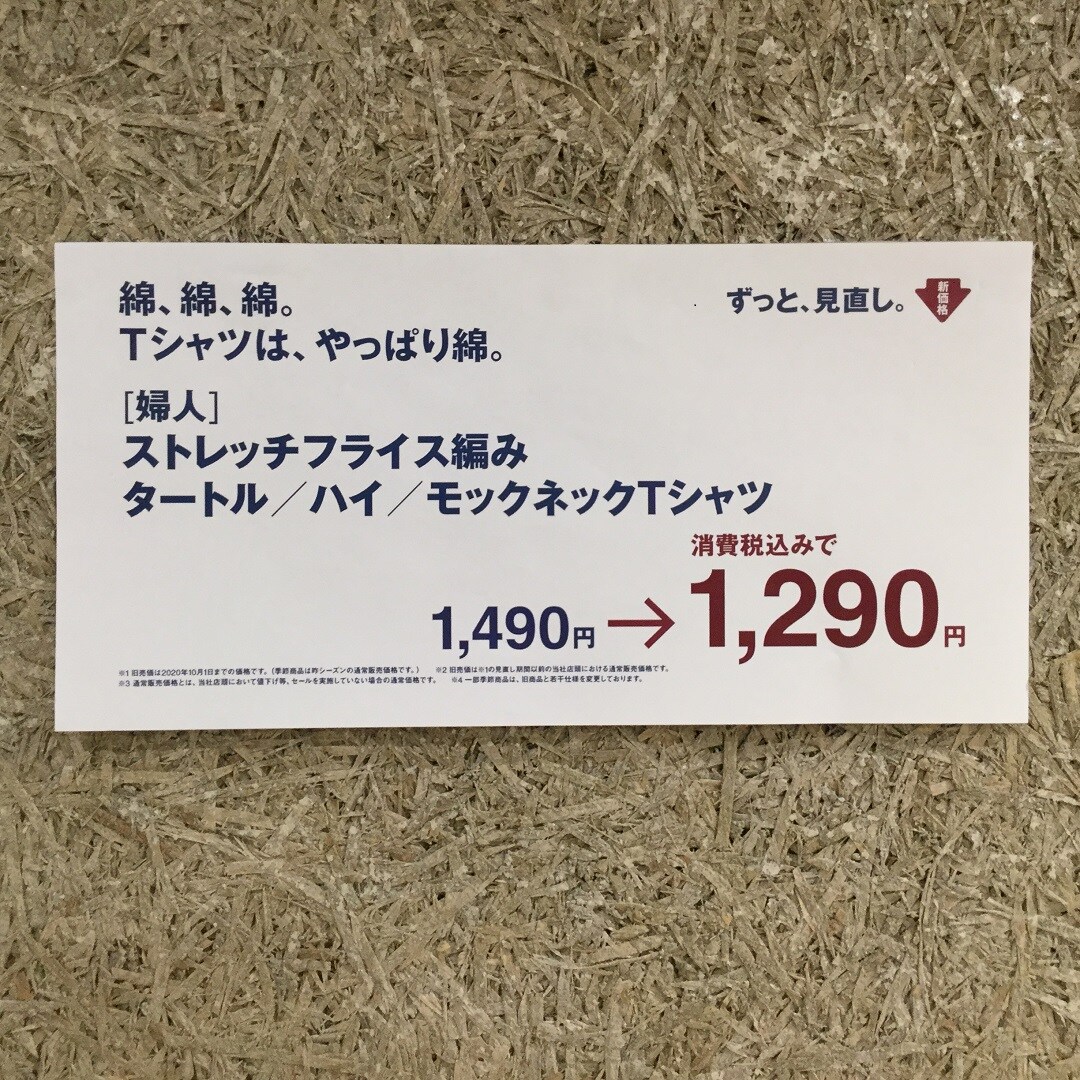 綿、綿、綿。
Tシャツは、やっぱり綿。
ずっと、見直し。
新価格
［婦人］
ストレッチフライス編み
タートル／ハイ／モックネックTシャツ
消費税込みで
1,490円→1,290円
※1 旧売価は2020年10月1日までの価格です。(季節商品は昨シーズンの通常販売価格です。) ※2 旧売価は※1の見直し期間以前の当社店頭における通常販売価格です。
※3 通常販売価格とは、当社店頭において値下げ等、セールを実施していない場合の通常価格です。 ※4 一部季節商品は、旧商品と若干仕様を変更しております。